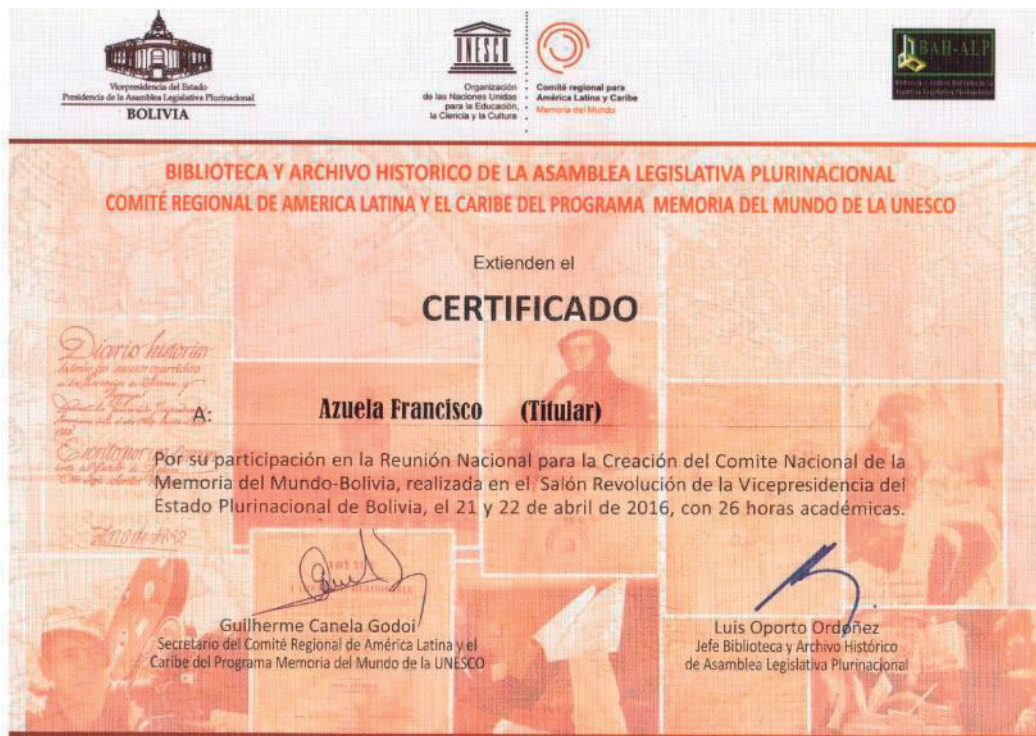 Vicepresidencia del Estado
Presidencia de la Asamblea Legislativa Plurinacional
BOLIVIA
UNESCO
Organización
de las Naciones Unidas
para la Educación,
la Ciencia y la Cultura
Comité regional para
América Latina y Caribe
Memoria del Mundo
BAH-ALP
BIBLIOTECA Y ARCHIVO HISTORICO DE LA ASAMBLEA LEGISLATIVA PLURINACIONAL
COMITÉ REGIONAL DE AMERICA LATINA Y EL CARIBE DEL PROGRAMA MEMORIA DEL MUNDO DE LA UNESCO
Extienden el
CERTIFICADO
Diario historico
A: Azuela Francisco (Titular)
Por su participación en la Reunión Nacional para la Creación del Comite Nacional de la
Memoria del Mundo-Bolivia, realizada en el Salón Revolución de la Vicepresidencia del
Estado Plurinacional de Bolivia, el 21 y 22 de abril de 2016, con 26 horas académicas.
Guilherme Canela Godoi
Secretario del Comité Regional de América Latina y el
Caribe del Programa Memoria del Mundo de la UNESCO
Luis Oporto Ordóñez
Jefe Biblioteca y Archivo Histórico
de Asamblea Legislativa Plurinacional